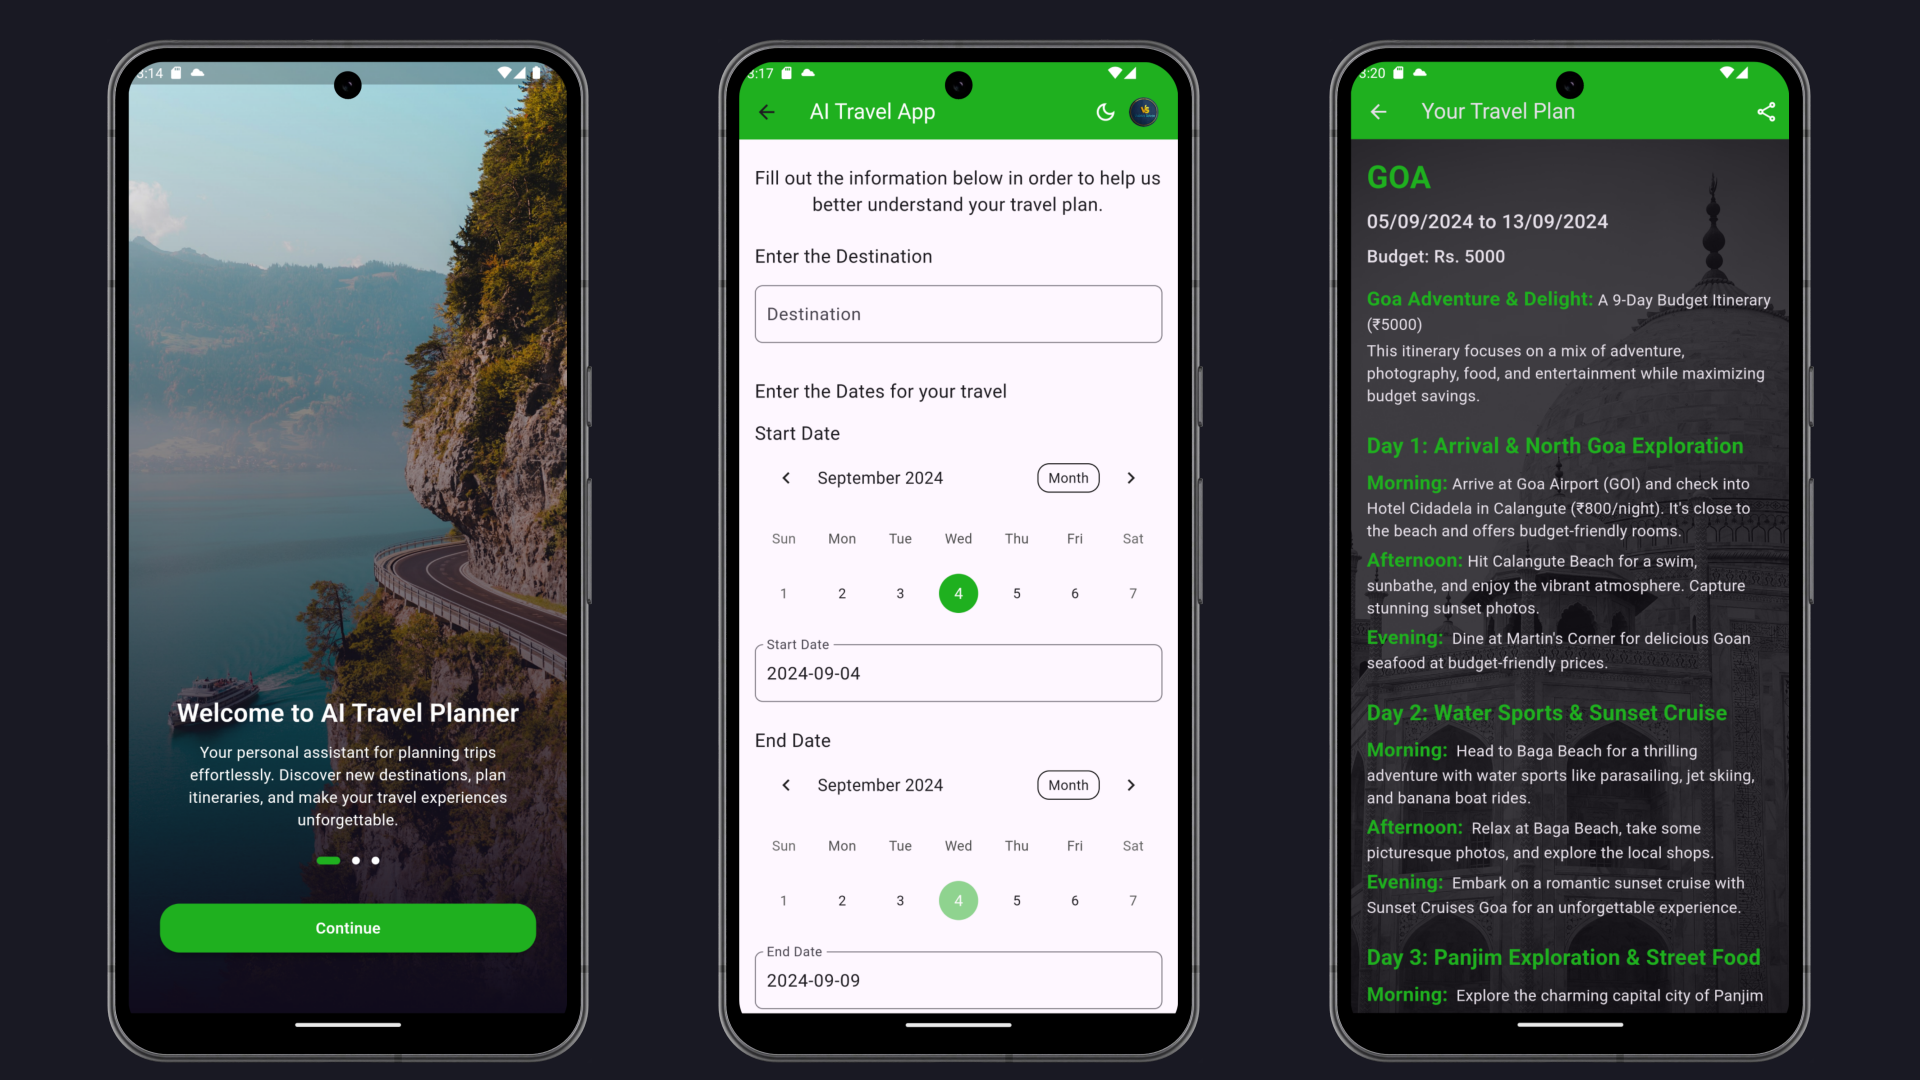 3:14
Welcome to AI Travel Planner
Your personal assistant for planning trips
effortlessly. Discover new destinations, plan
itineraries, and make your travel experiences
unforgettable.
Continue
3:17
AI Travel App
Fill out the information below in order to help us
better understand your travel plan.
Enter the Destination
Destination
Enter the Dates for your travel
Start Date
September 2024 Month
Sun Mon Tue Wed Thu Fri Sat
1 2 3 4 5 6 7
Start Date
2024-09-04
End Date
September 2024 Month
Sun Mon Tue Wed Thu Fri Sat
1 2 3 4 5 6 7
End Date
2024-09-09
3:20
Your Travel Plan
GOA
05/09/2024 to 13/09/2024
Budget: Rs. 5000
Goa Adventure & Delight: A 9-Day Budget Itinerary
(₹5000)
This itinerary focuses on a mix of adventure,
photography, food, and entertainment while maximizing
budget savings.
Day 1: Arrival & North Goa Exploration
Morning: Arrive at Goa Airport (GOI) and check into
Hotel Cidadela in Calangute (₹800/night). It's close to
the beach and offers budget-friendly rooms.
Afternoon: Hit Calangute Beach for a swim,
sunbathe, and enjoy the vibrant atmosphere. Capture
stunning sunset photos.
Evening: Dine at Martin's Corner for delicious Goan
seafood at budget-friendly prices.
Day 2: Water Sports & Sunset Cruise
Morning: Head to Baga Beach for a thrilling
adventure with water sports like parasailing, jet skiing,
and banana boat rides.
Afternoon: Relax at Baga Beach, take some
picturesque photos, and explore the local shops.
Evening: Embark on a romantic sunset cruise with
Sunset Cruises Goa for an unforgettable experience.
Day 3: Panjim Exploration & Street Food
Morning: Explore the charming capital city of Panjim